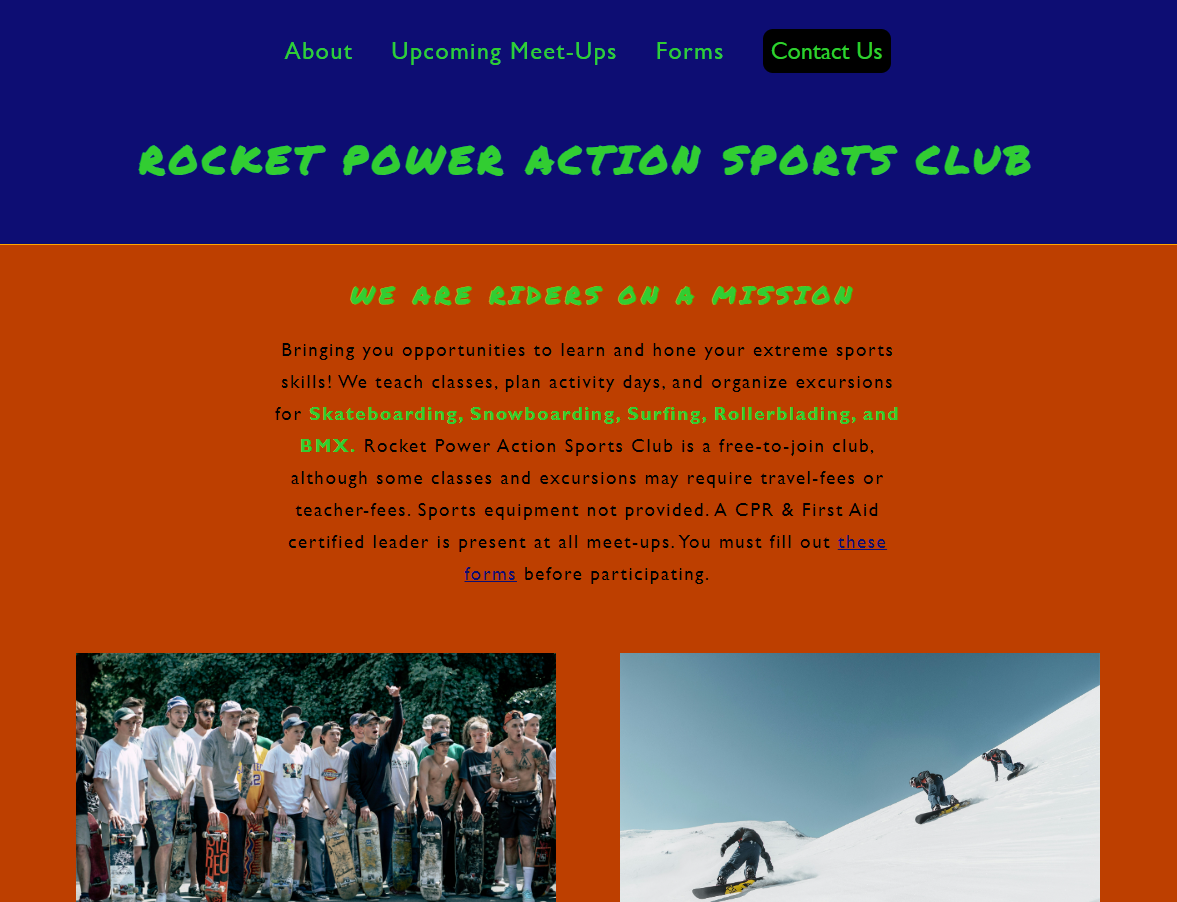 About Upcoming Meet-Ups Forms Contact Us
ROCKET POWER ACTION SPORTS CLUB
WE ARE RIDERS ON A MISSION
Bringing you opportunities to learn and hone your extreme sports
skills! We teach classes, plan activity days, and organize excursions
for Skateboarding, Snowboarding, Surfing, Rollerblading, and
BMX. Rocket Power Action Sports Club is a free-to-join club,
although some classes and excursions may require travel-fees or
teacher-fees. Sports equipment not provided. A CPR & First Aid
certified leader is present at all meet-ups. You must fill out these
forms before participating.